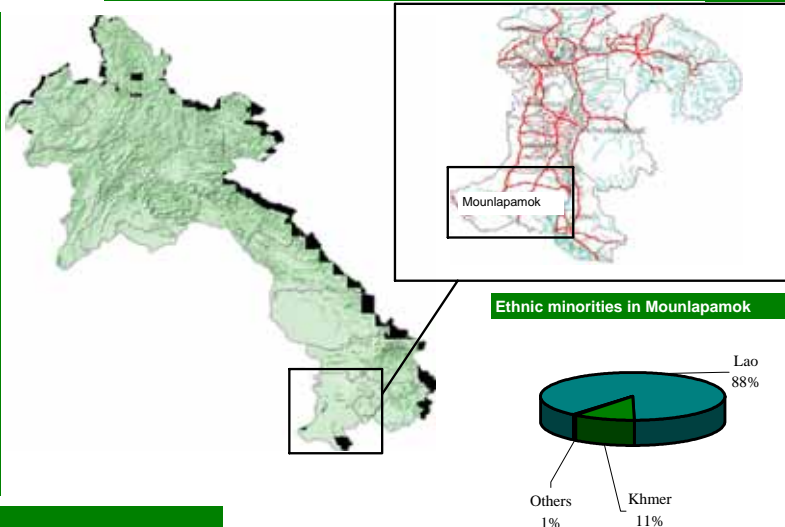 Mounlapamok
Ethnic minorities in Mounlapamok
Lao
88%
Others
1%
Khmer
11%